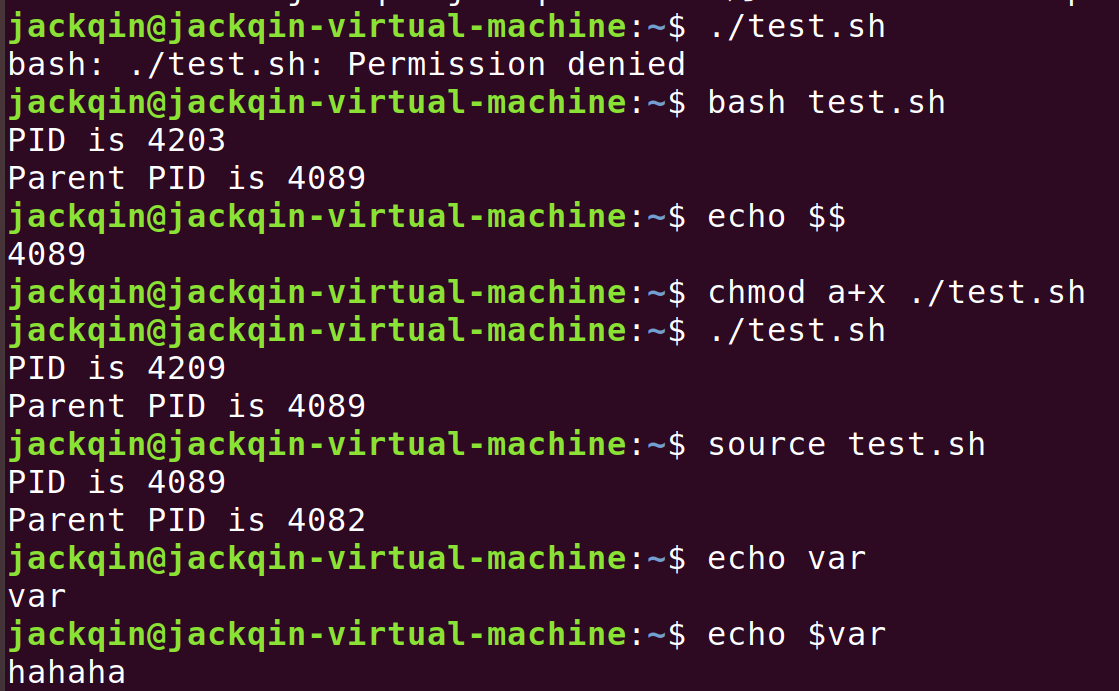 jackqin@jackqin-virtual-machine:~$ ./test.sh
bash: ./test.sh: Permission denied
jackqin@jackqin-virtual-machine:~$ bash test.sh
PID is 4203
Parent PID is 4089
jackqin@jackqin-virtual-machine:~$ echo $$
4089
jackqin@jackqin-virtual-machine:~$ chmod a+x ./test.sh
jackqin@jackqin-virtual-machine:~$ ./test.sh
PID is 4209
Parent PID is 4089
jackqin@jackqin-virtual-machine:~$ source test.sh
PID is 4089
Parent PID is 4082
jackqin@jackqin-virtual-machine:~$ echo var
var
jackqin@jackqin-virtual-machine:~$ echo $var
hahaha